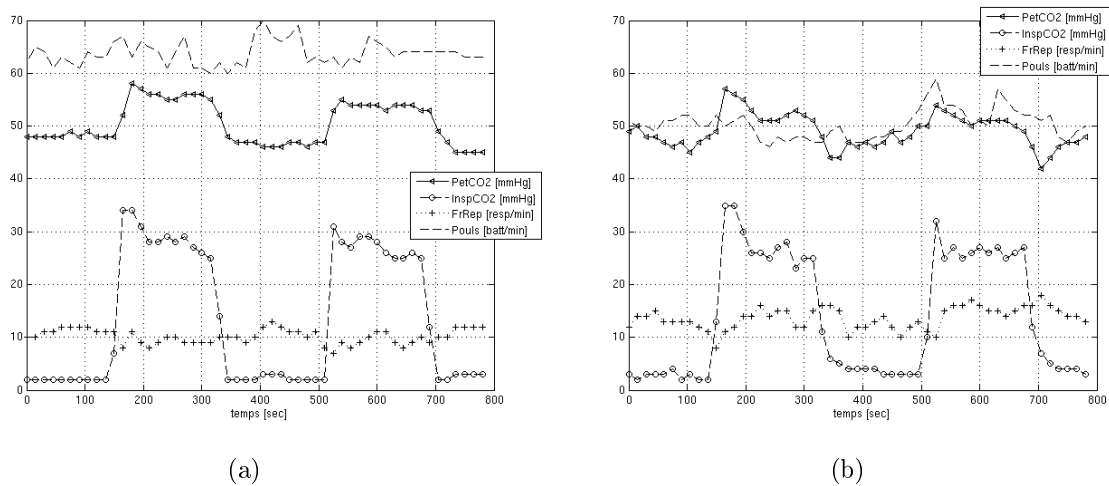 70
60
50
40
30
20
10
0
0 100 200 300 400 500 600 700 800
temps [sec]
PetCO2 [mmHg]
InspCO2 [mmHg]
FrRep [resp/min]
Pouls [batt/min]
(a)
70
60
50
40
30
20
10
0
0 100 200 300 400 500 600 700 800
temps [sec]
PetCO2 [mmHg]
InspCO2 [mmHg]
FrRep [resp/min]
Pouls [batt/min]
(b)